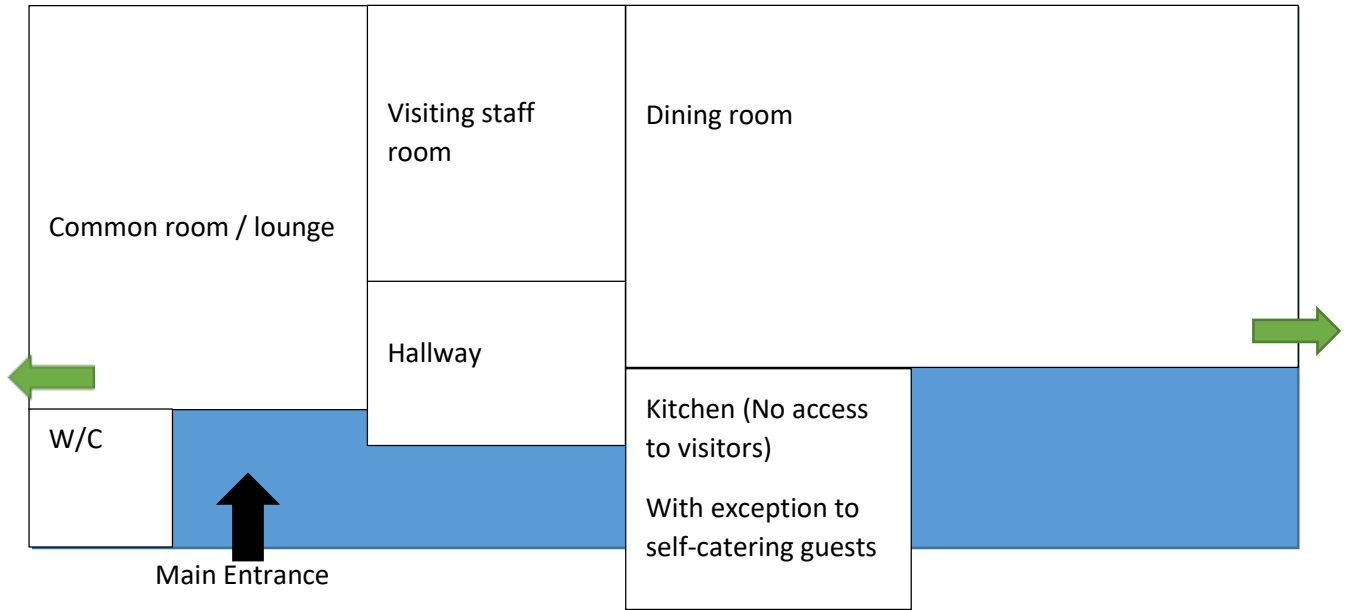 Visiting staff
room
Dining room
Common room / lounge
Hallway
W/C
Kitchen (No access
to visitors)
With exception to
self-catering guests
Main Entrance